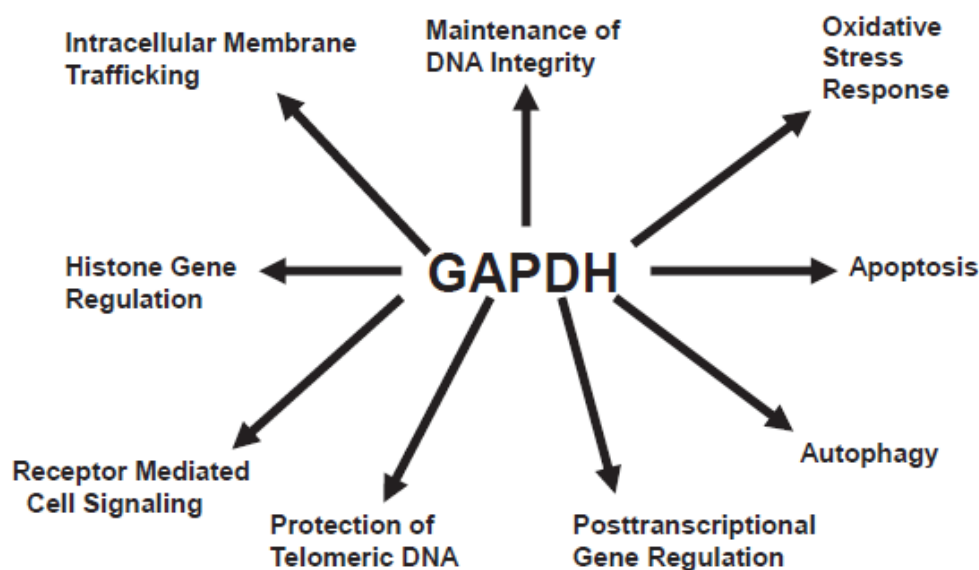 Intracellular Membrane
Trafficking
Maintenance of
DNA Integrity
Oxidative
Stress
Response
Histone Gene
Regulation
GAPDH
Apoptosis
Receptor Mediated
Cell Signaling
Autophagy
Protection of
Telomeric DNA
Posttranscriptional
Gene Regulation